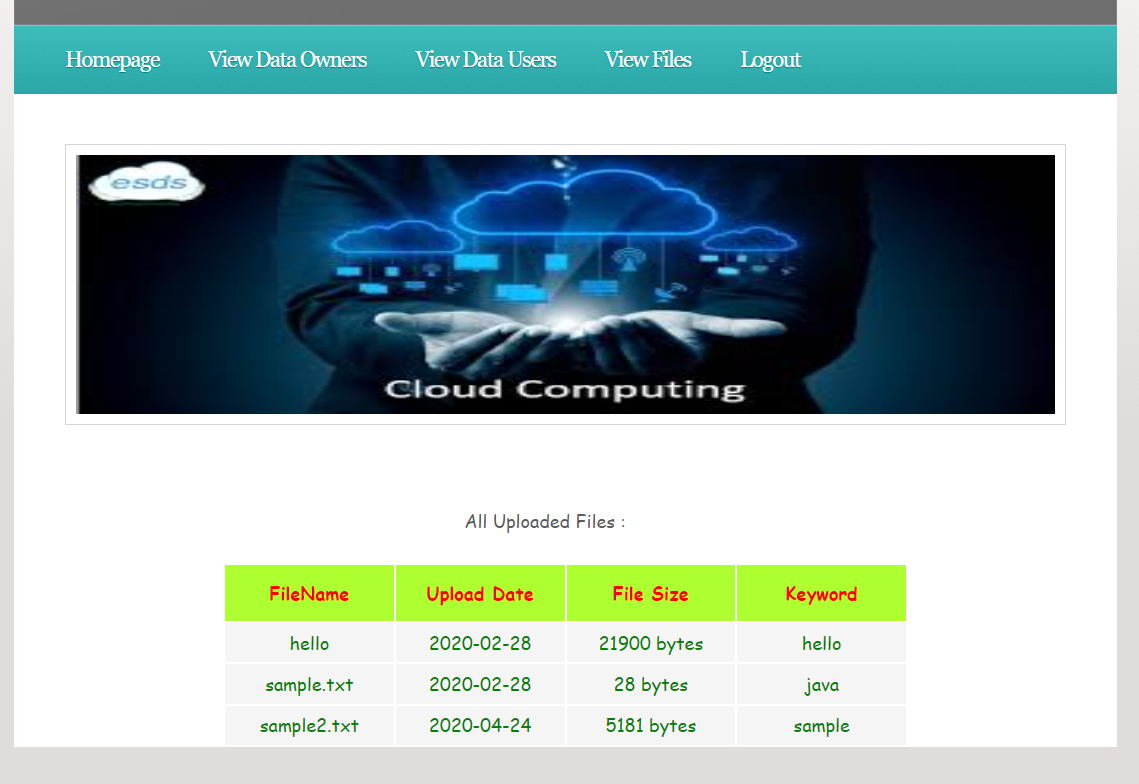 Homepage View Data Owners View Data Users View Files Logout
esds
Cloud Computing
All Uploaded Files :
FileName Upload Date File Size Keyword
hello 2020-02-28 21900 bytes hello
sample.txt 2020-02-28 28 bytes java
sample2.txt 2020-04-24 5181 bytes sample